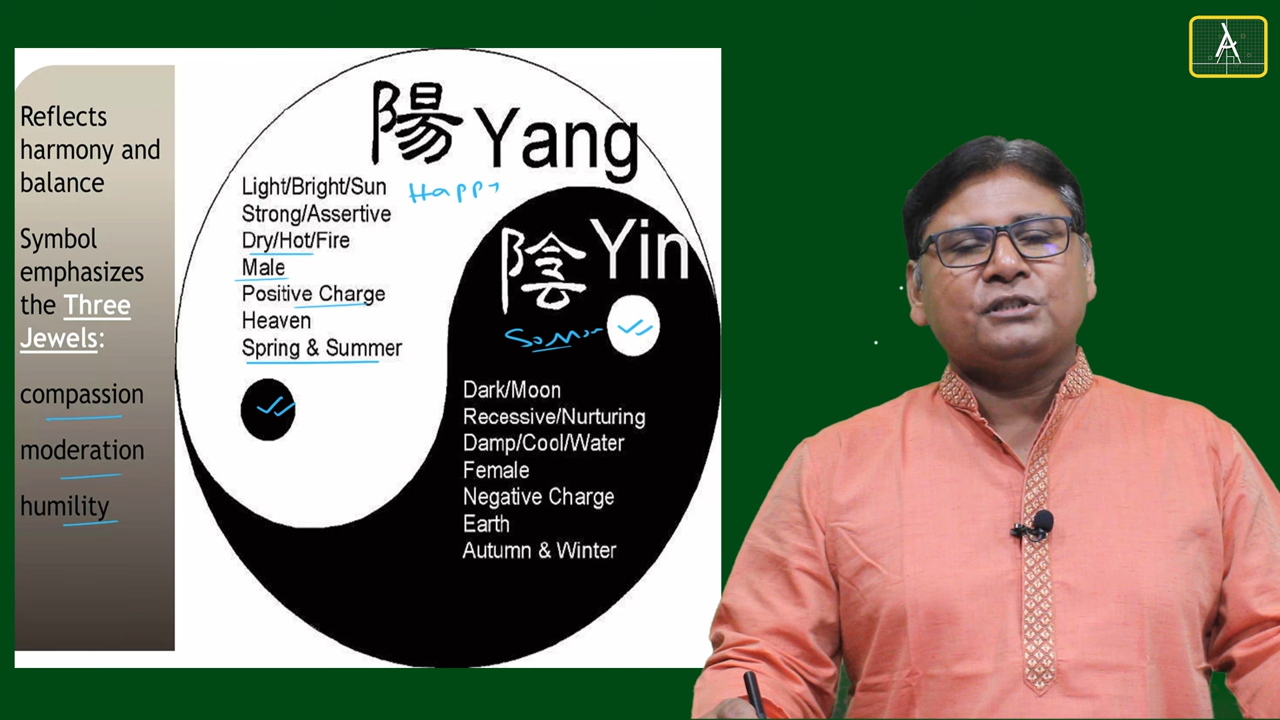 Reflects
harmony and
balance
Symbol
emphasizes
the Three
Jewels:
compassion
moderation
humility
陽 Yang
Light/Bright/Sun
Happy
Strong/Assertive
Dry/Hot/Fire
Male
Positive Charge
Heaven
Spring & Summer
陰 Yin
Dark/Moon
Recessive/Nurturing
Damp/Cool/Water
Female
Negative Charge
Earth
Autumn & Winter
A